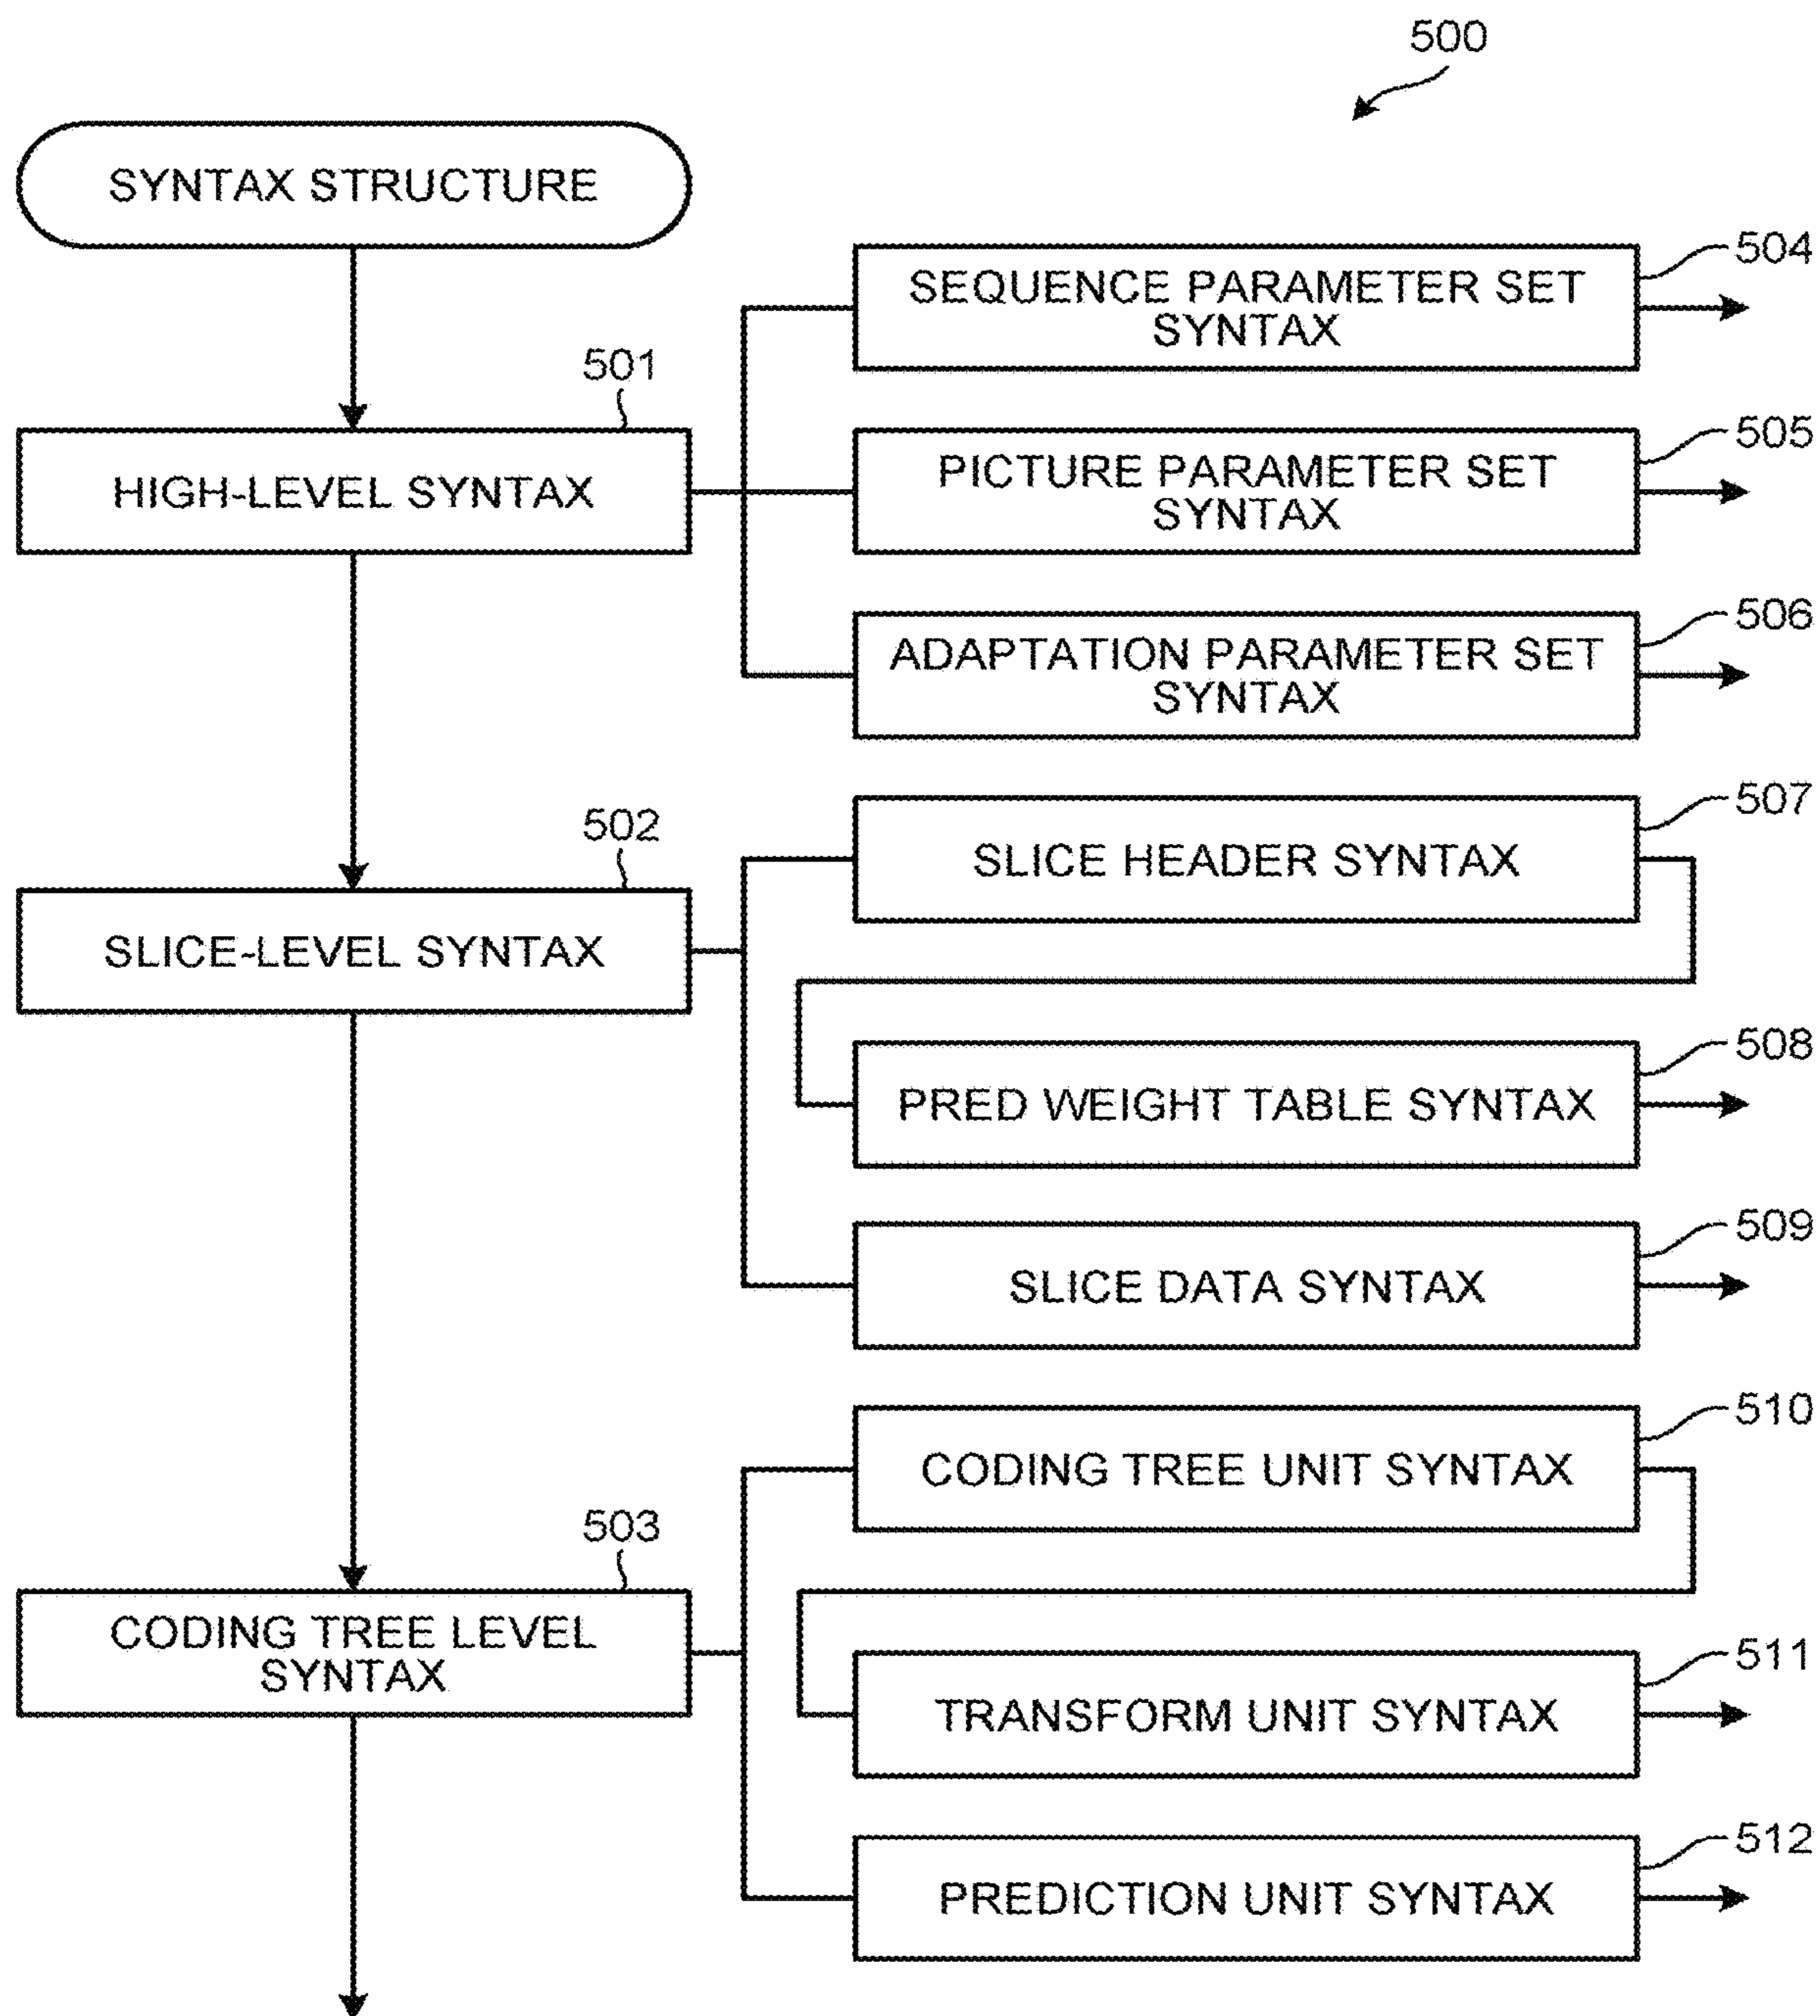 500
SYNTAX STRUCTURE
504
SEQUENCE PARAMETER SET
SYNTAX
501
HIGH-LEVEL SYNTAX
505
PICTURE PARAMETER SET
SYNTAX
506
ADAPTATION PARAMETER SET
SYNTAX
502
SLICE-LEVEL SYNTAX
507
SLICE HEADER SYNTAX
508
PRED WEIGHT TABLE SYNTAX
509
SLICE DATA SYNTAX
503
CODING TREE LEVEL
SYNTAX
510
CODING TREE UNIT SYNTAX
511
TRANSFORM UNIT SYNTAX
512
PREDICTION UNIT SYNTAX